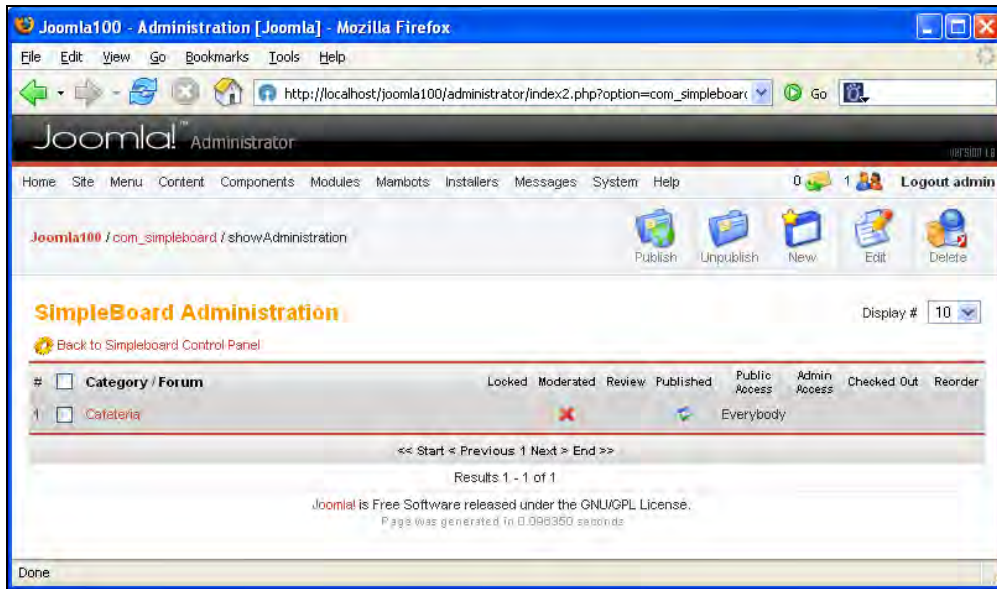 Joomla100 - Administration [Joomla] - Mozilla Firefox
File Edit View Go Bookmarks Tools Help
http://localhost/joomla100/administrator/index2.php?option=com_simpleboard Go
Joomla!™ Administrator
Home Site Menu Content Components Modules Mambots Installers Messages System Help 0 1 Logout admin
Joomla100 / com_simpleboard / showAdministration
Publish Unpublish New Edit Delete
SimpleBoard Administration
Display # 10
Back to Simpleboard Control Panel
# Category / Forum Locked Moderated Review Published Public Access Admin Access Checked Out Reorder
1 Cafeteria Everybody
<< Start < Previous 1 Next > End >>
Results 1 - 1 of 1
Joomla! is Free Software released under the GNU/GPL License.
Page was generated in 0.096350 seconds
Done